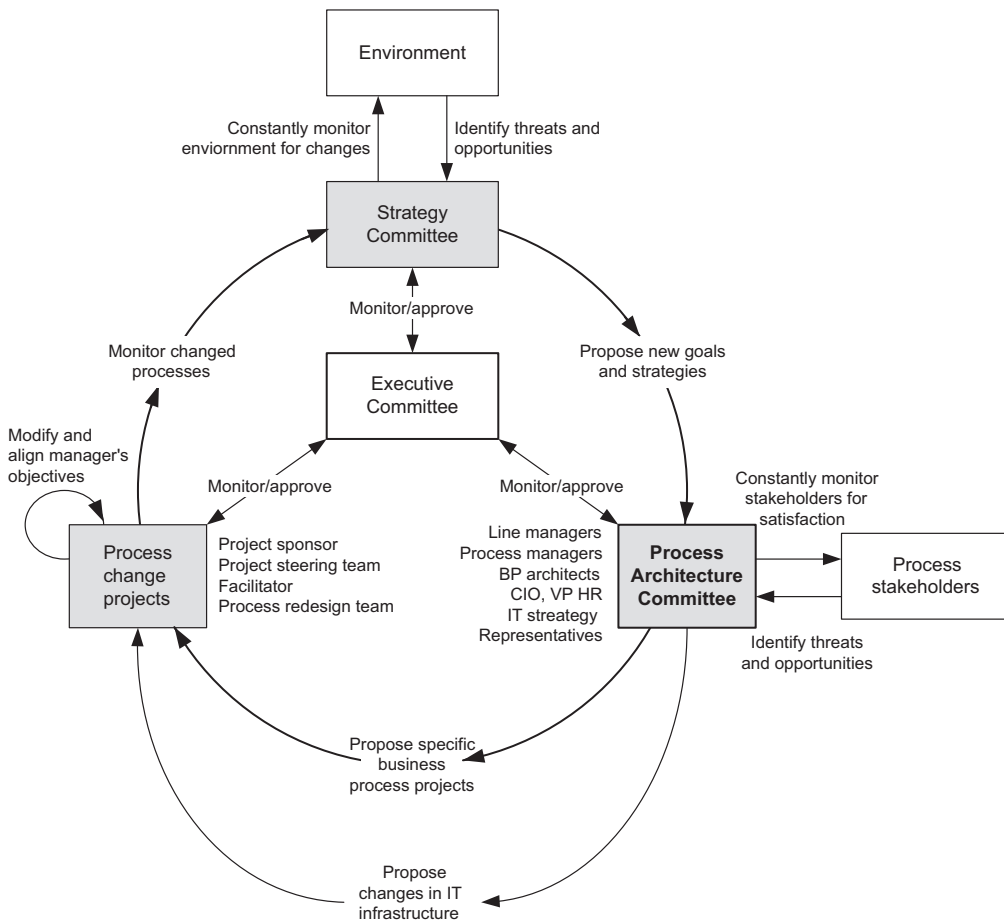 Environment
Constantly monitor
enviornment for changes
Identify threats and
opportunities
Strategy
Committee
Monitor/approve
Monitor changed
processes
Propose new goals
and strategies
Executive
Committee
Modify and
align manager's
objectives
Monitor/approve
Monitor/approve
Constantly monitor
stakeholders for
satisfaction
Process
change
projects
Project sponsor
Project steering team
Facilitator
Process redesign team
Line managers
Process managers
BP architects
CIO, VP HR
IT streategy
Representatives
Process
Architecture
Committee
Process
stakeholders
Identify threats
and opportunities
Propose specific
business
process projects
Propose
changes in IT
infrastructure